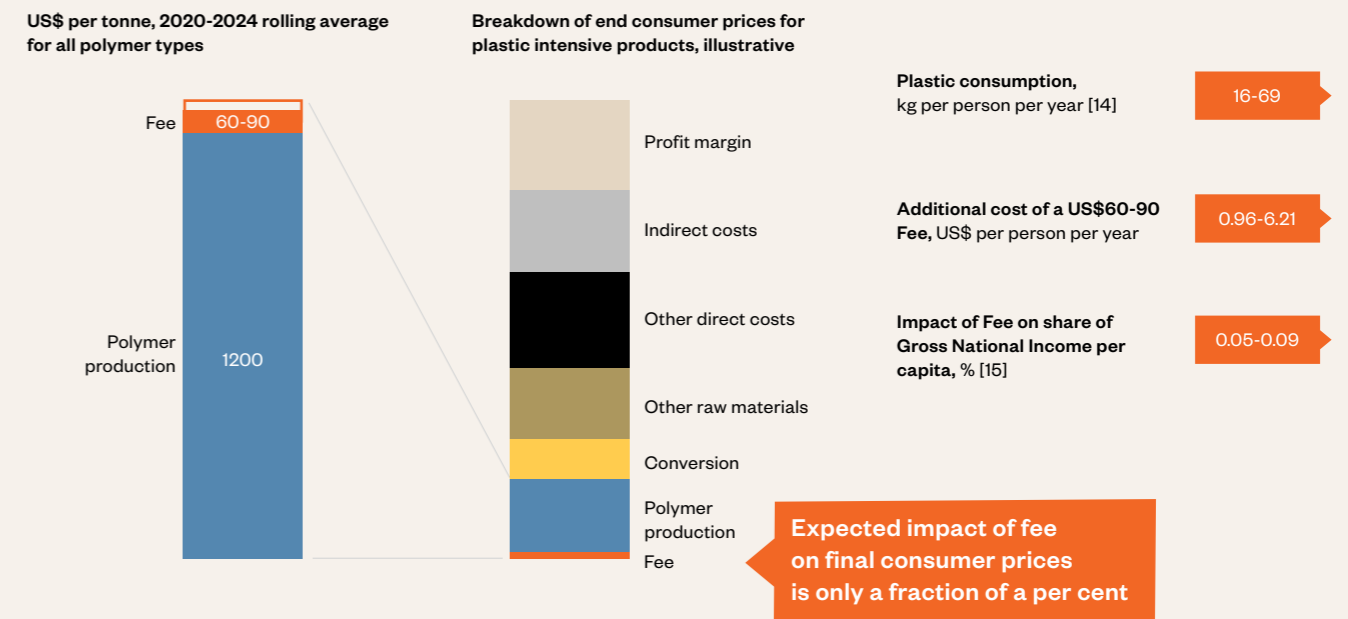 US$ per tonne, 2020-2024 rolling average
for all polymer types
Fee
60-90
Polymer
production
1200
Breakdown of end consumer prices for
plastic intensive products, illustrative
Profit margin
Indirect costs
Other direct costs
Other raw materials
Conversion
Polymer
production
Fee
Expected impact of fee
on final consumer prices
is only a fraction of a per cent
Plastic consumption,
kg per person per year [14]
16-69
Additional cost of a US$60-90
Fee, US$ per person per year
0.96-6.21
Impact of Fee on share of
Gross National Income per
capita, % [15]
0.05-0.09